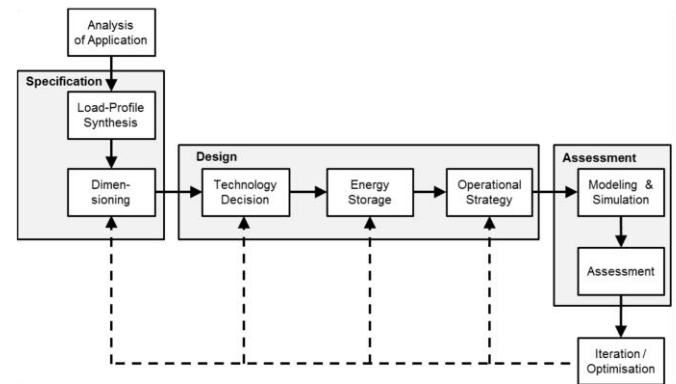 Analysis
of Application
Specification
Load-Profile
Synthesis
Dimen-
sioning
Design
Technology
Decision
Energy
Storage
Operational
Strategy
Assessment
Modeling &
Simulation
Assessment
Iteration /
Optimisation